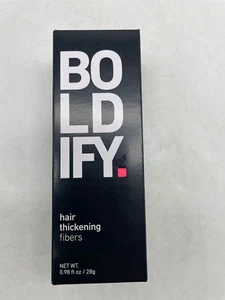 BO
LD
IFY.
hair
thickening
fibers
NET WT.
0.98 fl oz / 28g